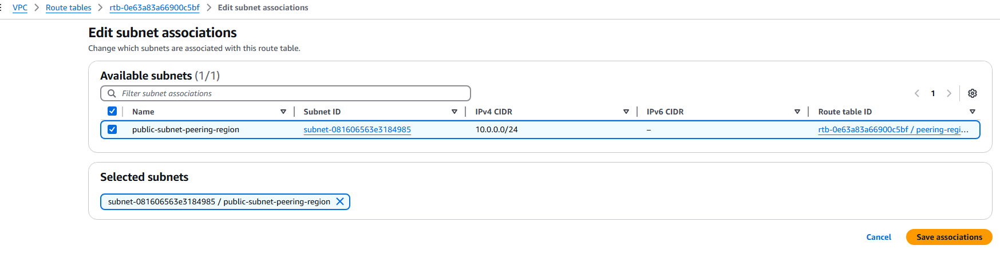 VPC > Route tables > rtb-0e63a83a66900c5bf > Edit subnet associations
Edit subnet associations
Change which subnets are associated with this route table.
Available subnets (1/1)
Filter subnet associations
1
Name Subnet ID IPv4 CIDR IPv6 CIDR Route table ID
public-subnet-peering-region subnet-081606563e3184985 10.0.0.0/24 – rtb-0e63a83a66900c5bf / peering-regi...
Selected subnets
subnet-081606563e3184985 / public-subnet-peering-region
Cancel Save associations